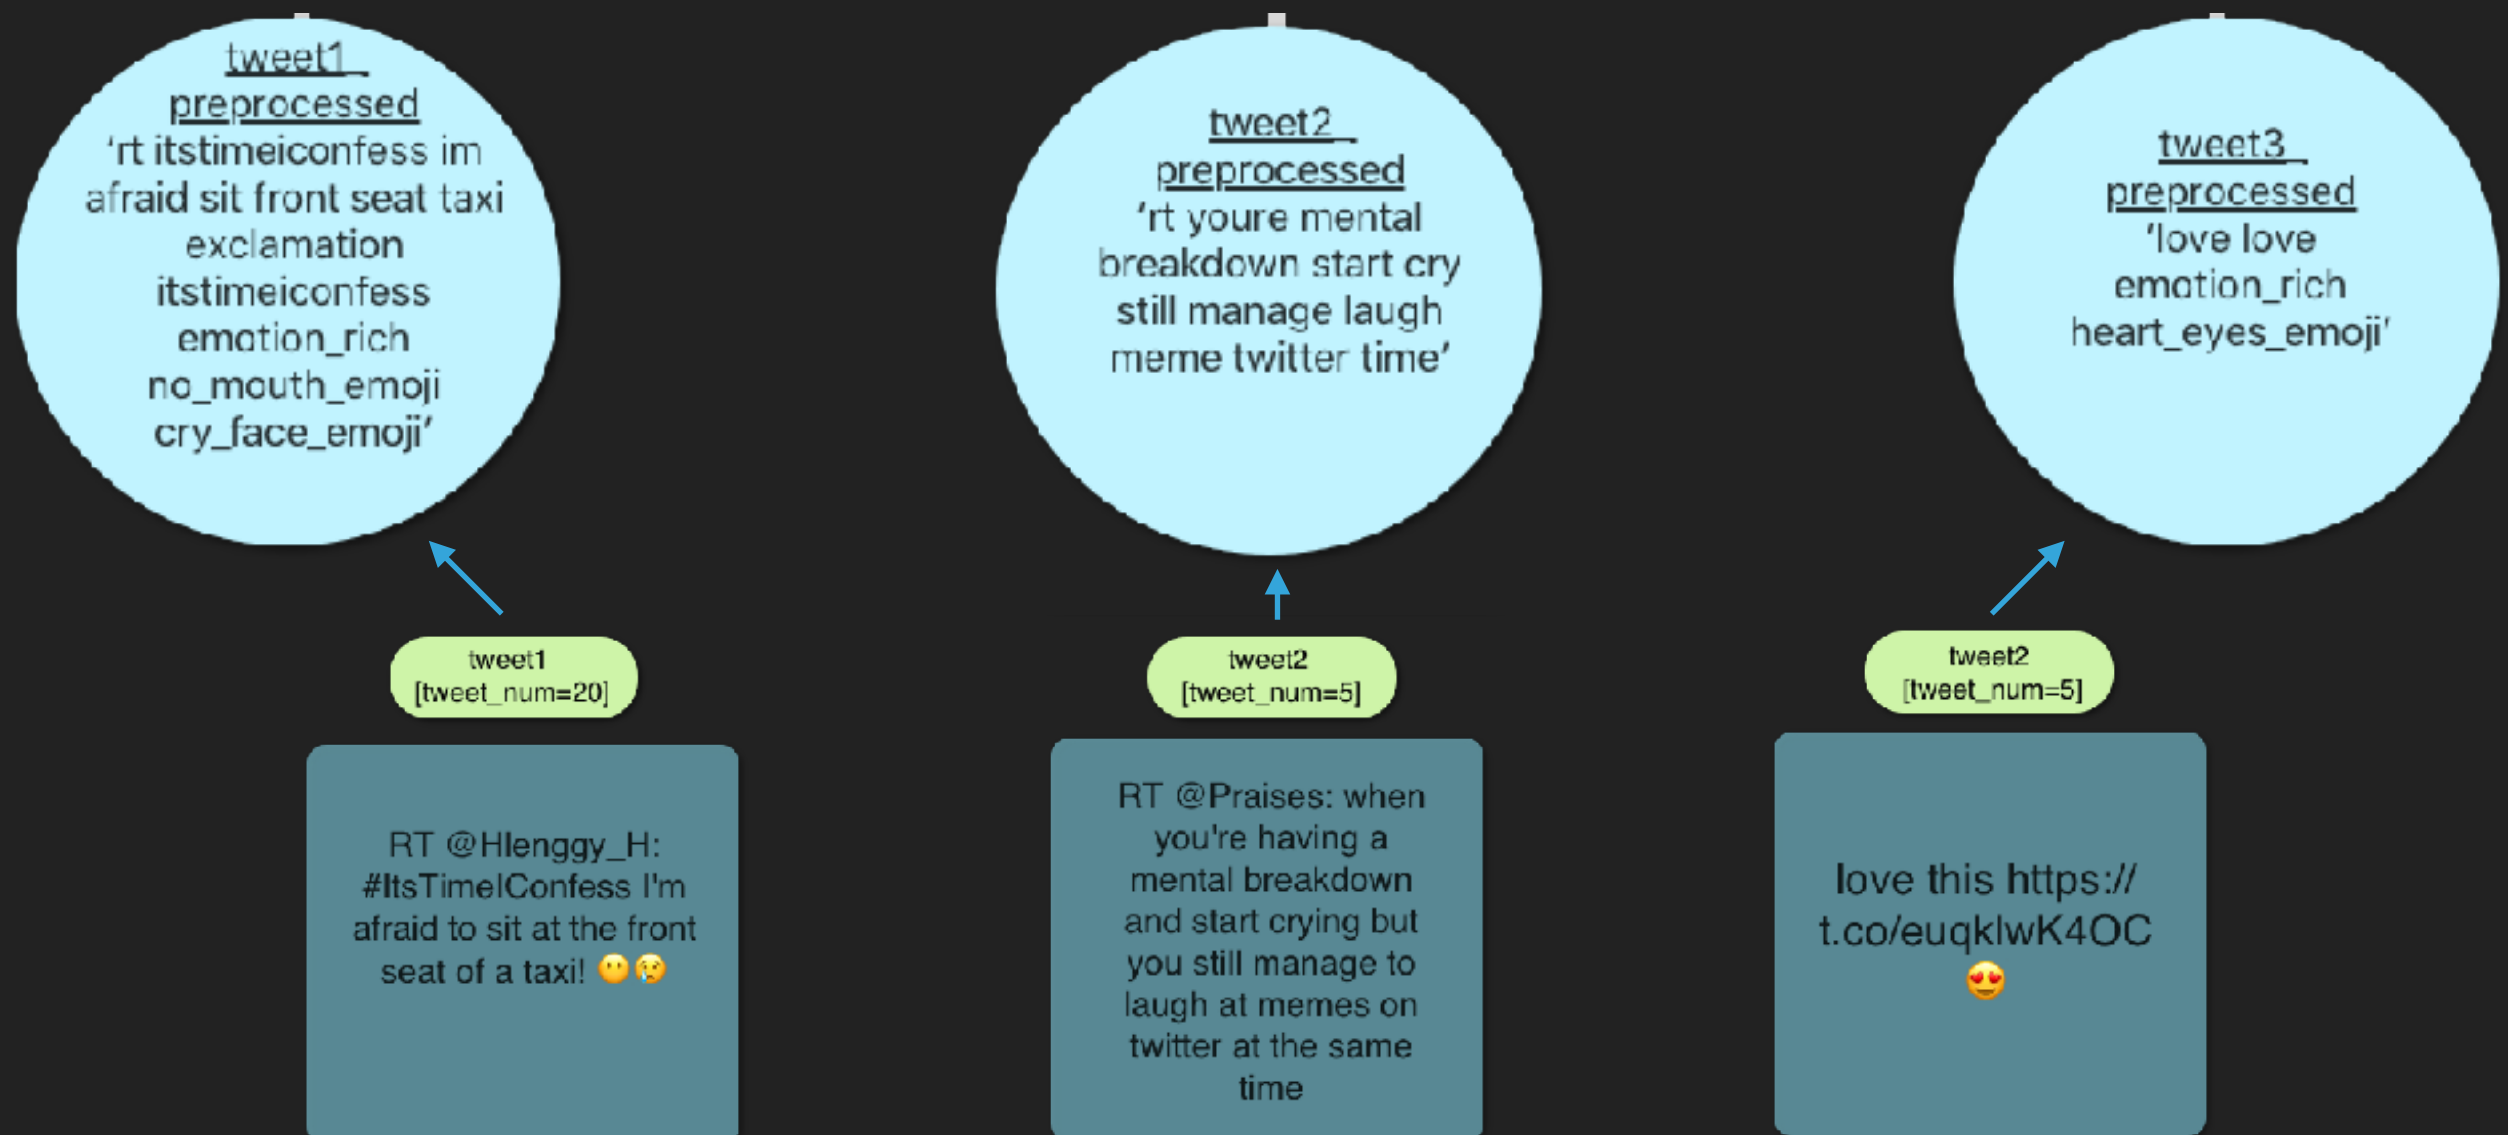 tweet1_
preprocessed
‘rt itstimeiconfess im
afraid sit front seat taxi
exclamation
itstimeiconfess
emotion_rich
no_mouth_emoji
cry_face_emoji’
tweet2_
preprocessed
‘rt youre mental
breakdown start cry
still manage laugh
meme twitter time’
tweet3_
preprocessed
‘love love
emotion_rich
heart_eyes_emoji’
tweet1
[tweet_num=20]
tweet2
[tweet_num=5]
tweet2
[tweet_num=5]
RT @Hlenggy_H:
#ItsTimeIConfess I'm
afraid to sit at the front
seat of a taxi! 😶😢
RT @Praises: when
you're having a
mental breakdown
and start crying but
you still manage to
laugh at memes on
twitter at the same
time
love this https://
t.co/euqklwK4OC
😍